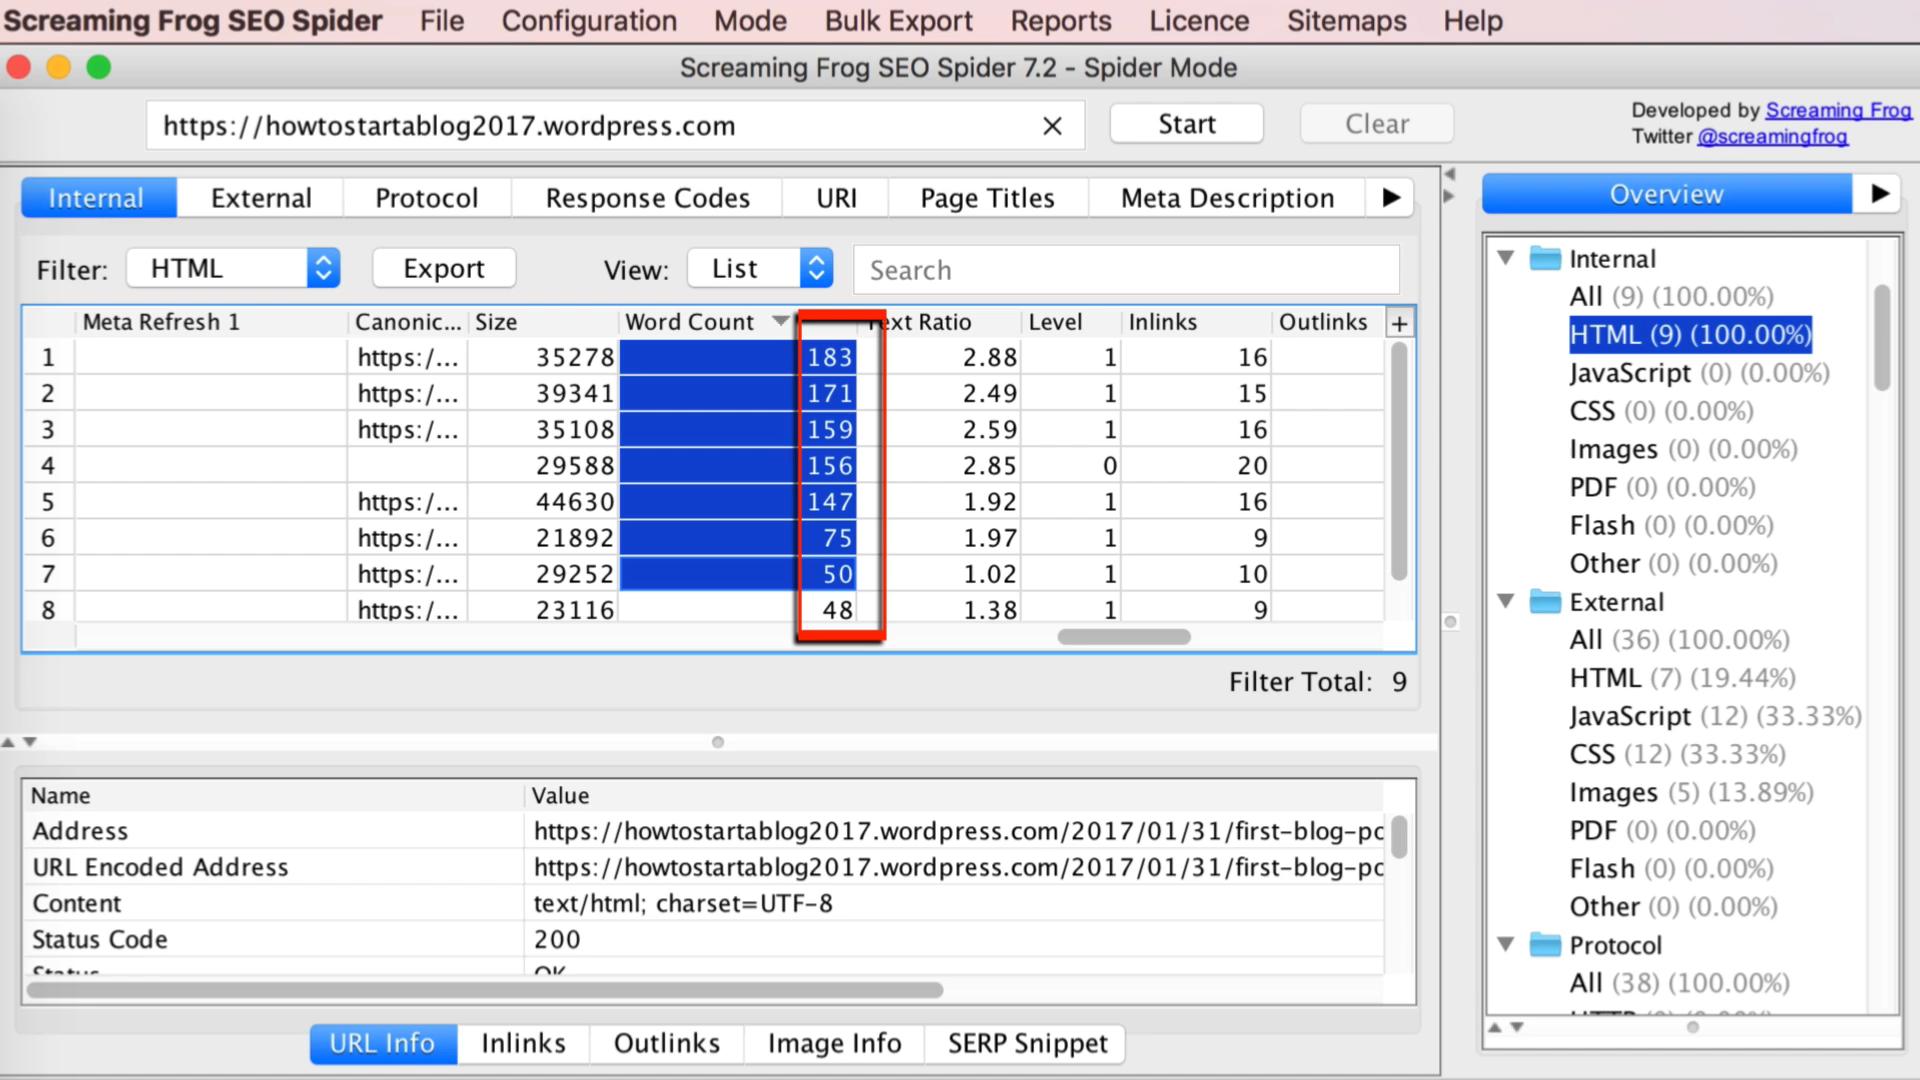 Screaming Frog SEO Spider File Configuration Mode Bulk Export Reports Licence Sitemaps Help
Screaming Frog SEO Spider 7.2 - Spider Mode
https://howtostartablog2017.wordpress.com × Start Clear
Developed by Screaming Frog
Twitter @screamingfrog
Internal External Protocol Response Codes URI Page Titles Meta Description
Filter: HTML Export View: List Search
Meta Refresh 1 Canonic... Size Word Count Text Ratio Level Inlinks Outlinks +
1 https:/... 35278 183 2.88 1 16
2 https:/... 39341 171 2.49 1 15
3 https:/... 35108 159 2.59 1 16
4 29588 156 2.85 0 20
5 https:/... 44630 147 1.92 1 16
6 https:/... 21892 75 1.97 1 9
7 https:/... 29252 50 1.02 1 10
8 https:/... 23116 48 1.38 1 9
Filter Total: 9
Name Value
Address https://howtostartablog2017.wordpress.com/2017/01/31/first-blog-po
URL Encoded Address https://howtostartablog2017.wordpress.com/2017/01/31/first-blog-po
Content text/html; charset=UTF-8
Status Code 200
Status OK
URL Info Inlinks Outlinks Image Info SERP Snippet
Overview
Internal
All (9) (100.00%)
HTML (9) (100.00%)
JavaScript (0) (0.00%)
CSS (0) (0.00%)
Images (0) (0.00%)
PDF (0) (0.00%)
Flash (0) (0.00%)
Other (0) (0.00%)
External
All (36) (100.00%)
HTML (7) (19.44%)
JavaScript (12) (33.33%)
CSS (12) (33.33%)
Images (5) (13.89%)
PDF (0) (0.00%)
Flash (0) (0.00%)
Other (0) (0.00%)
Protocol
All (38) (100.00%)